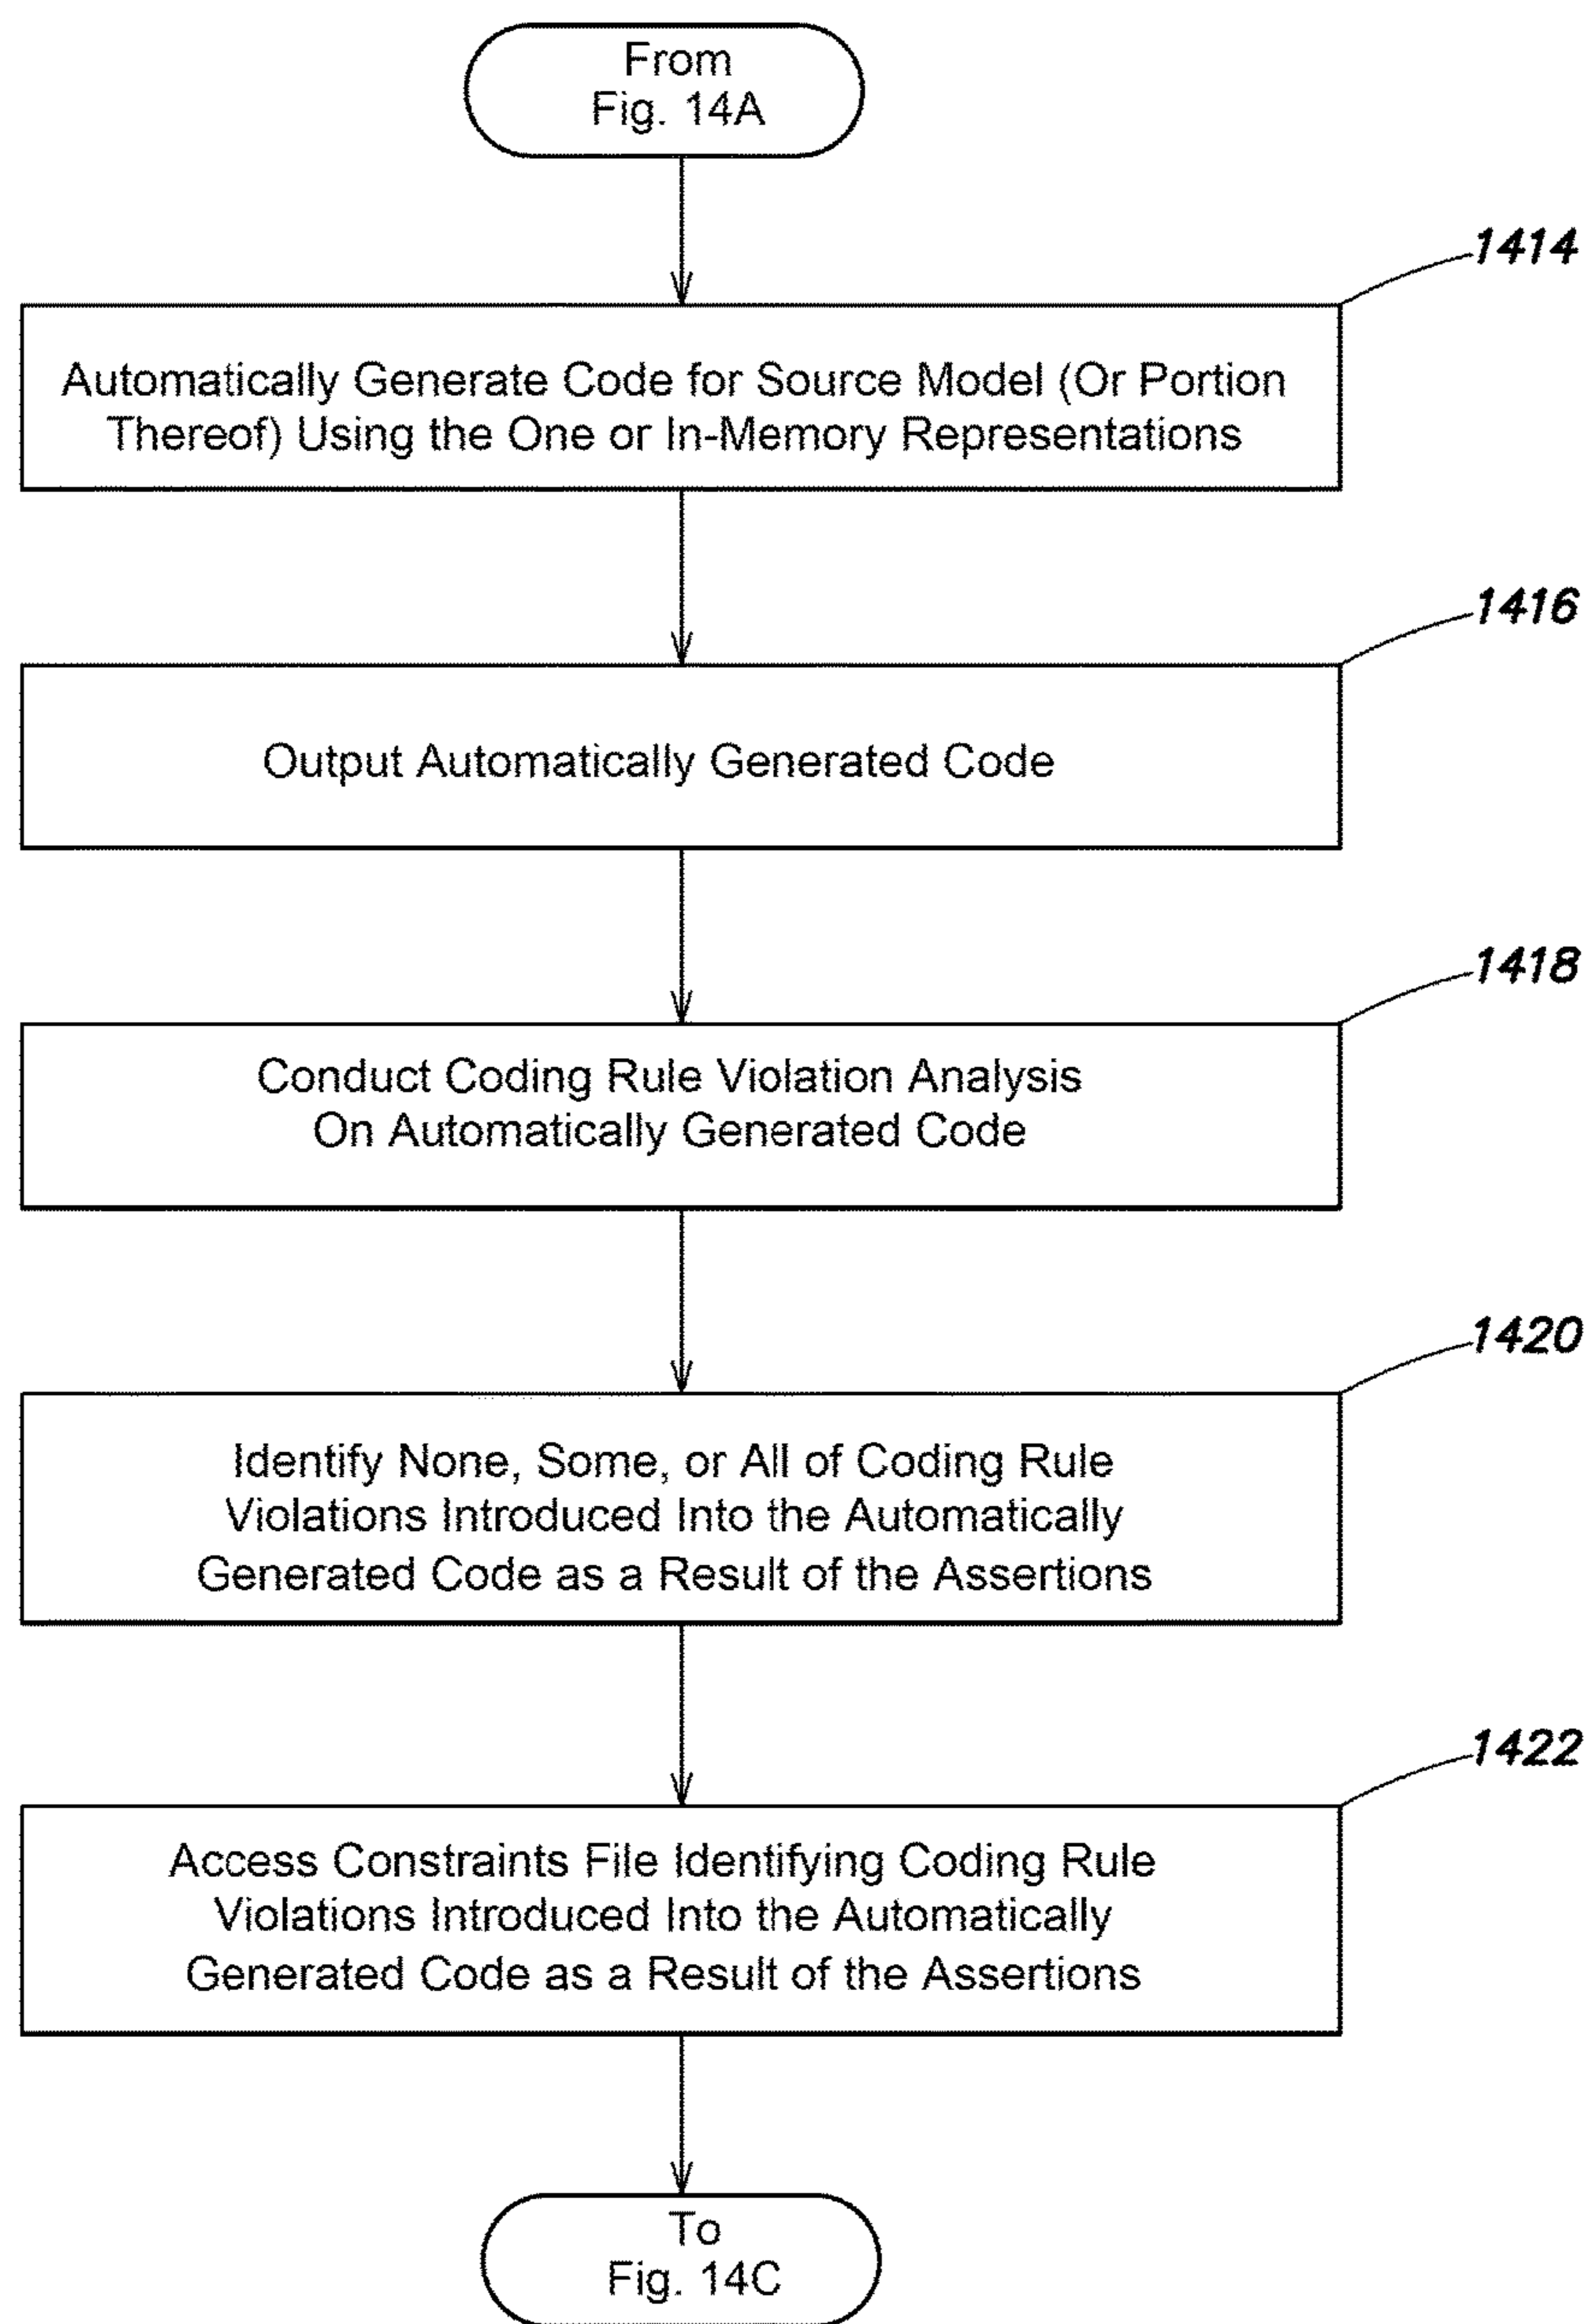 From
Fig. 14A
1414
Automatically Generate Code for Source Model (Or Portion
Thereof) Using the One or In-Memory Representations
1416
Output Automatically Generated Code
1418
Conduct Coding Rule Violation Analysis
On Automatically Generated Code
1420
Identify None, Some, or All of Coding Rule
Violations Introduced Into the Automatically
Generated Code as a Result of the Assertions
1422
Access Constraints File Identifying Coding Rule
Violations Introduced Into the Automatically
Generated Code as a Result of the Assertions
To
Fig. 14C